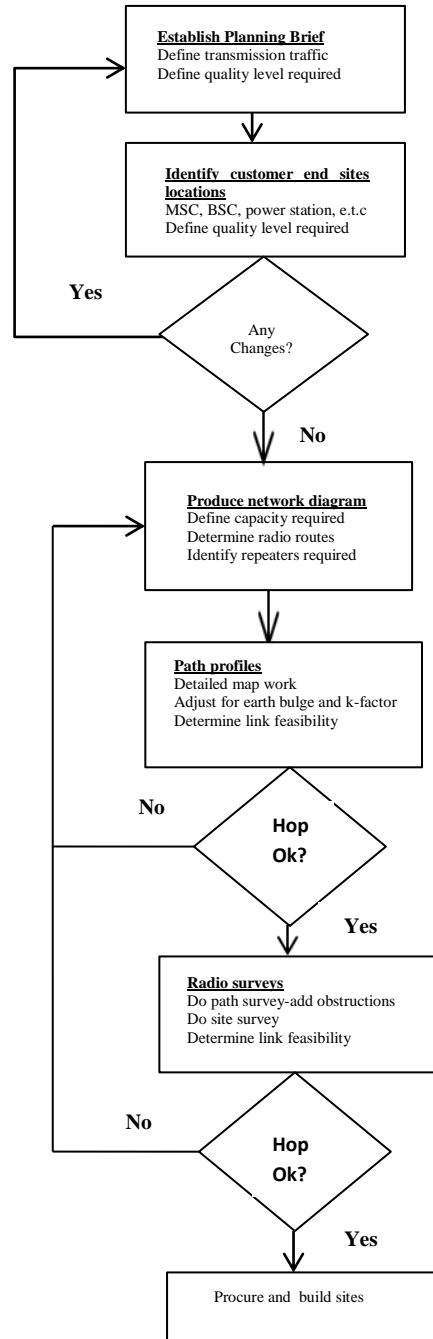 Establish Planning Brief
Define transmission traffic
Define quality level required
Identify customer end sites
locations
MSC, BSC, power station, e.t.c
Define quality level required
Yes
Any
Changes?
No
Produce network diagram
Define capacity required
Determine radio routes
Identify repeaters required
Path profiles
Detailed map work
Adjust for earth bulge and k-factor
Determine link feasibility
No
Hop
Ok?
Yes
Radio surveys
Do path survey-add obstructions
Do site survey
Determine link feasibility
No
Hop
Ok?
Yes
Procure and build sites